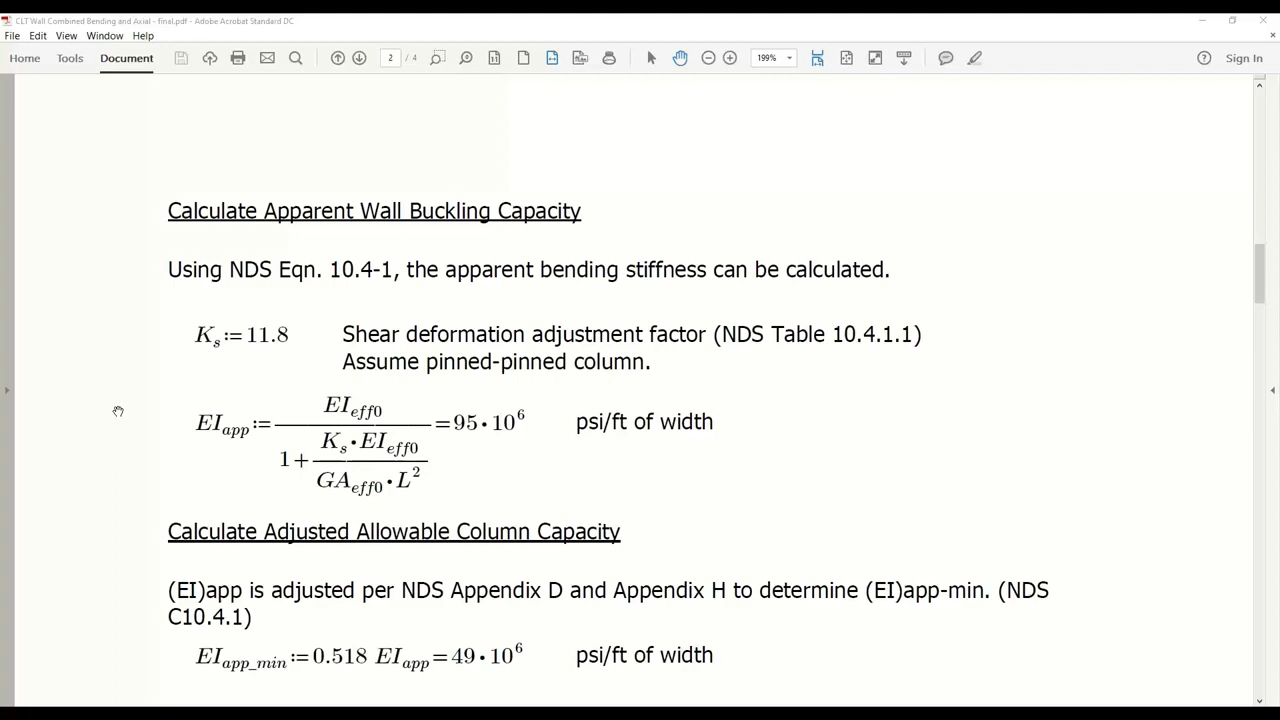 CLT Wall Combined Bending and Axial - final.pdf - Adobe Acrobat Standard DC
File Edit View Window Help
Home Tools Document 2 / 4 199% Sign In
Calculate Apparent Wall Buckling Capacity
Using NDS Eqn. 10.4-1, the apparent bending stiffness can be calculated.
K_s := 11.8 Shear deformation adjustment factor (NDS Table 10.4.1.1)
Assume pinned-pinned column.
EI_app := EI_eff0 / (1 + (K_s • EI_eff0) / (GA_eff0 • L^2)) = 95 • 10^6 psi/ft of width
Calculate Adjusted Allowable Column Capacity
(EI)app is adjusted per NDS Appendix D and Appendix H to determine (EI)app-min. (NDS
C10.4.1)
EI_app_min := 0.518 EI_app = 49 • 10^6 psi/ft of width